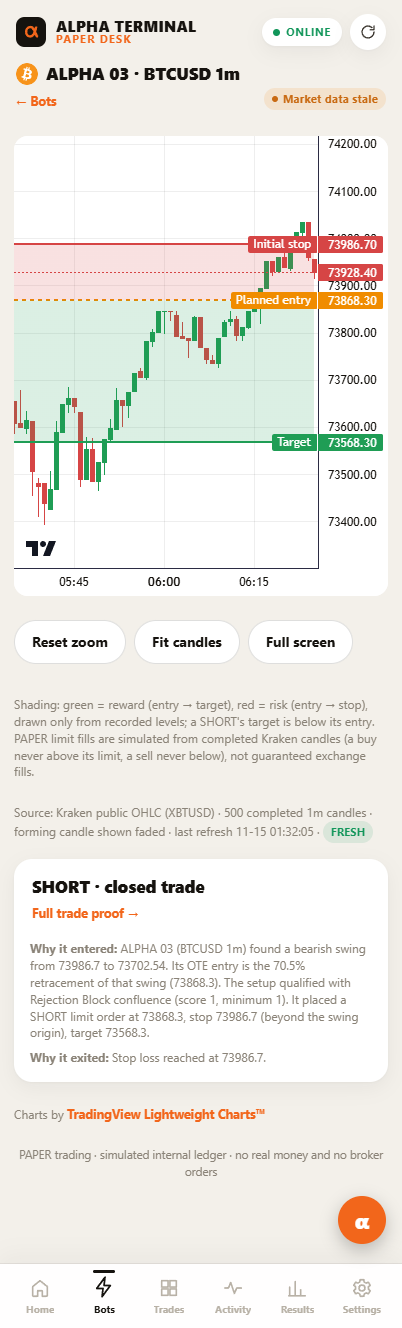 α
ALPHA TERMINAL
PAPER DESK
ONLINE
ALPHA 03 · BTCUSD 1m
← Bots
Market data stale
74200.00
74100.00
Initial stop 73986.70
73928.40
73900.00
Planned entry 73868.30
73800.00
73700.00
73600.00
Target 73568.30
73500.00
73400.00
05:45 06:00 06:15
Reset zoom Fit candles Full screen
Shading: green = reward (entry → target), red = risk (entry → stop),
drawn only from recorded levels; a SHORT's target is below its entry.
PAPER limit fills are simulated from completed Kraken candles (a buy
never above its limit, a sell never below), not guaranteed exchange
fills.
Source: Kraken public OHLC (XBTUSD) · 500 completed 1m candles ·
forming candle shown faded · last refresh 11-15 01:32:05 · FRESH
SHORT · closed trade
Full trade proof →
Why it entered: ALPHA 03 (BTCUSD 1m) found a bearish swing
from 73986.7 to 73702.54. Its OTE entry is the 70.5%
retracement of that swing (73868.3). The setup qualified with
Rejection Block confluence (score 1, minimum 1). It placed a
SHORT limit order at 73868.3, stop 73986.7 (beyond the swing
origin), target 73568.3.
Why it exited: Stop loss reached at 73986.7.
Charts by TradingView Lightweight Charts™
PAPER trading · simulated internal ledger · no real money and no broker
orders
α
Home Bots Trades Activity Results Settings